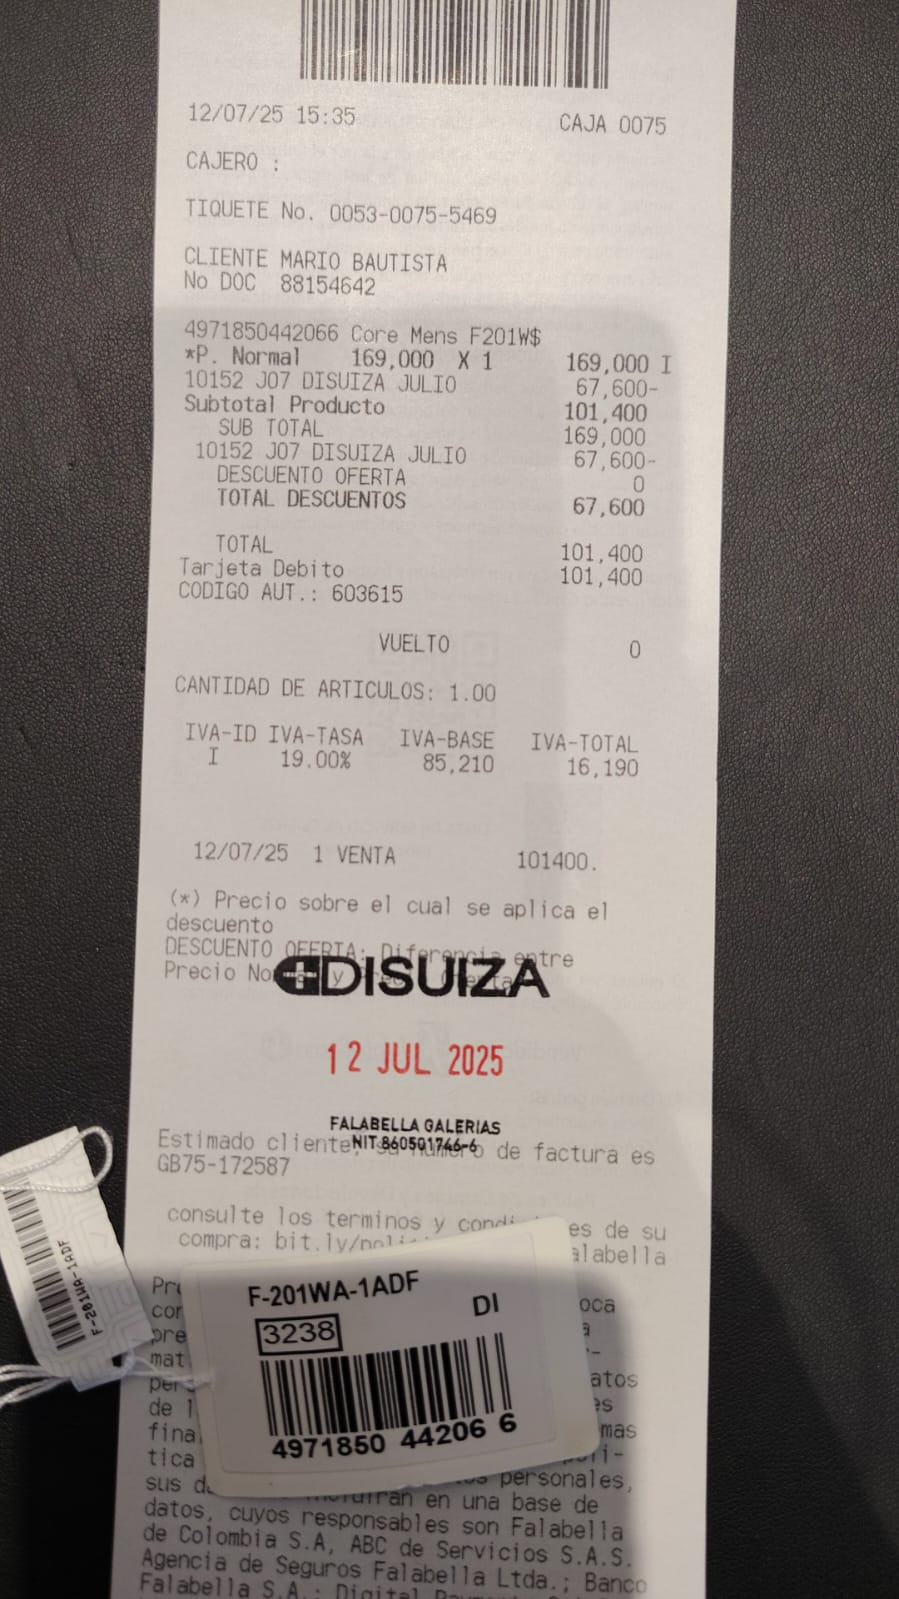 12/07/25 15:35 CAJA 0075
CAJERO :
TIQUETE No. 0053-0075-5469
CLIENTE MARIO BAUTISTA
No DOC 88154642
4971850442066 Core Mens F201W$
*P. Normal 169,000 X 1 169,000 I
10152 J07 DISUIZA JULIO 67,600-
Subtotal Producto 101,400
SUB TOTAL 169,000
10152 J07 DISUIZA JULIO 67,600-
DESCUENTO OFERTA 0
TOTAL DESCUENTOS 67,600
TOTAL 101,400
Tarjeta Debito 101,400
CODIGO AUT.: 603615
VUELTO 0
CANTIDAD DE ARTICULOS: 1.00
IVA-ID IVA-TASA IVA-BASE IVA-TOTAL
I 19.00% 85,210 16,190
12/07/25 1 VENTA 101400.
(*) Precio sobre el cual se aplica el
descuento
DESCUENTO OFERTA: Diferencia entre
Precio y
DISUIZA
12 JUL 2025
FALABELLA GALERIAS
NIT 860501746-6
Estimado cliente, de factura es
GB75-172587
consulte los terminos y es de su
compra: alabella
F-201WA-1ADF
F-201WA-1ADF
DI
3238
4971850 44206 6
oca
atos
mas
personales,
en una base de
datos, cuyos responsables son Falabella
de Colombia S.A, ABC de Servicios S.A.S.
Agencia de Seguros Falabella Ltda.; Banco
Falabella S.A.; Digital